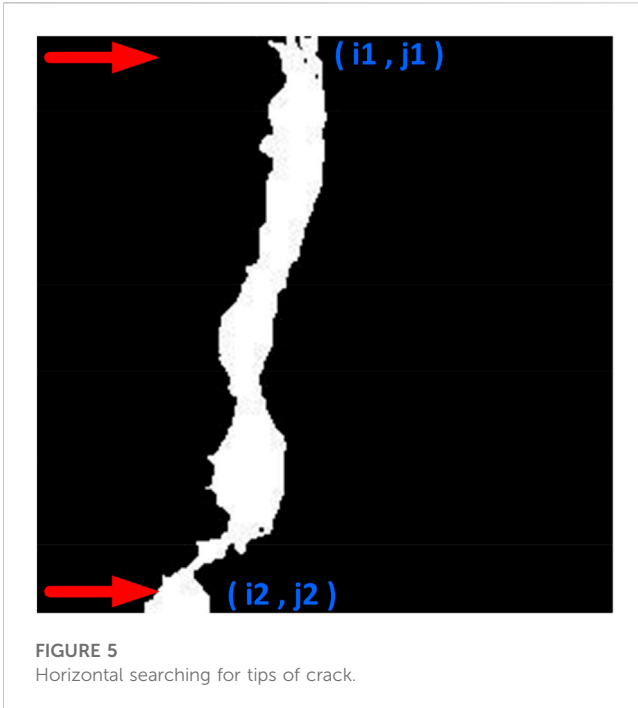 ( i1 , j1 )
( i2 , j2 )
FIGURE 5
Horizontal searching for tips of crack.